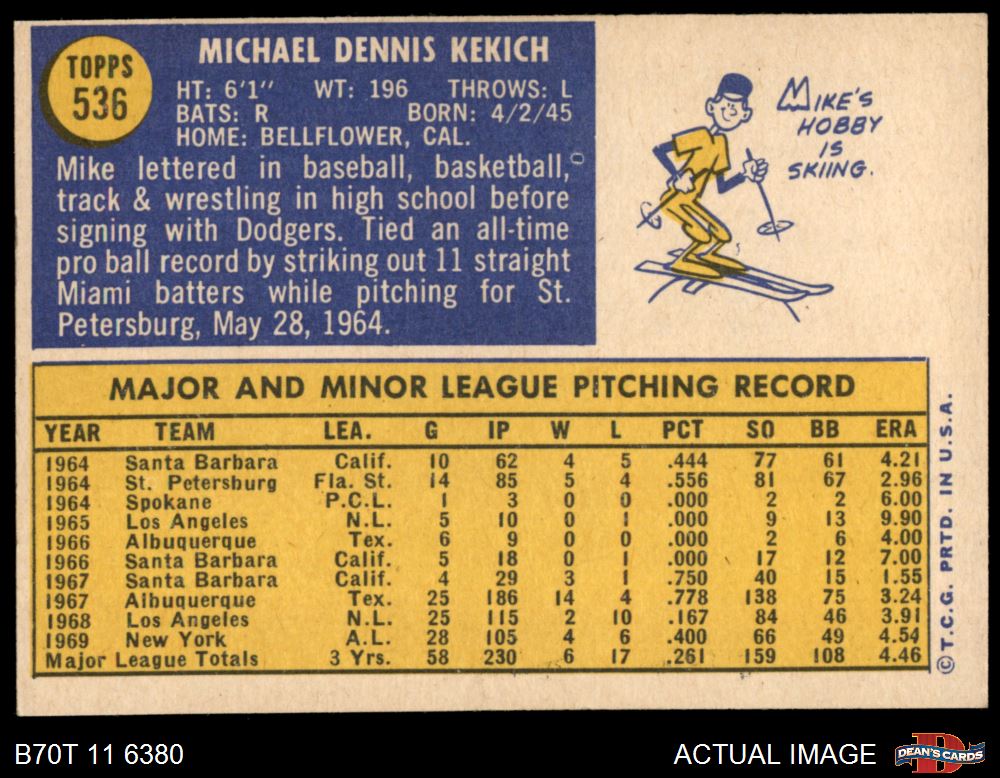 TOPPS
536
MICHAEL DENNIS KEKICH
HT: 6'1" WT: 196 THROWS: L
BATS: R BORN: 4/2/45
HOME: BELLFLOWER, CAL.
Mike lettered in baseball, basketball,
track & wrestling in high school before
signing with Dodgers. Tied an all-time
pro ball record by striking out 11 straight
Miami batters while pitching for St.
Petersburg, May 28, 1964.
MIKE'S
HOBBY
IS
SKIING.
MAJOR AND MINOR LEAGUE PITCHING RECORD
YEAR TEAM LEA. G IP W L PCT SO BB ERA
1964 Santa Barbara Calif. 10 62 4 5 .444 77 61 4.21
1964 St. Petersburg Fla. St. 14 85 5 4 .556 81 67 2.96
1964 Spokane P.C.L. 1 3 0 0 .000 2 2 6.00
1965 Los Angeles N.L. 5 10 0 1 .000 9 13 9.90
1966 Albuquerque Tex. 6 9 0 0 .000 2 6 4.00
1966 Santa Barbara Calif. 5 18 0 1 .000 17 12 7.00
1967 Santa Barbara Calif. 4 29 3 1 .750 40 15 1.55
1967 Albuquerque Tex. 25 186 14 4 .778 138 75 3.24
1968 Los Angeles N.L. 25 115 2 10 .167 84 46 3.91
1969 New York A.L. 28 105 4 6 .400 66 49 4.54
Major League Totals 3 Yrs. 58 230 6 17 .261 159 108 4.46
© T.C.G. PRTD. IN U.S.A.
B70T 11 6380
ACTUAL IMAGE
D
DEAN'S CARDS